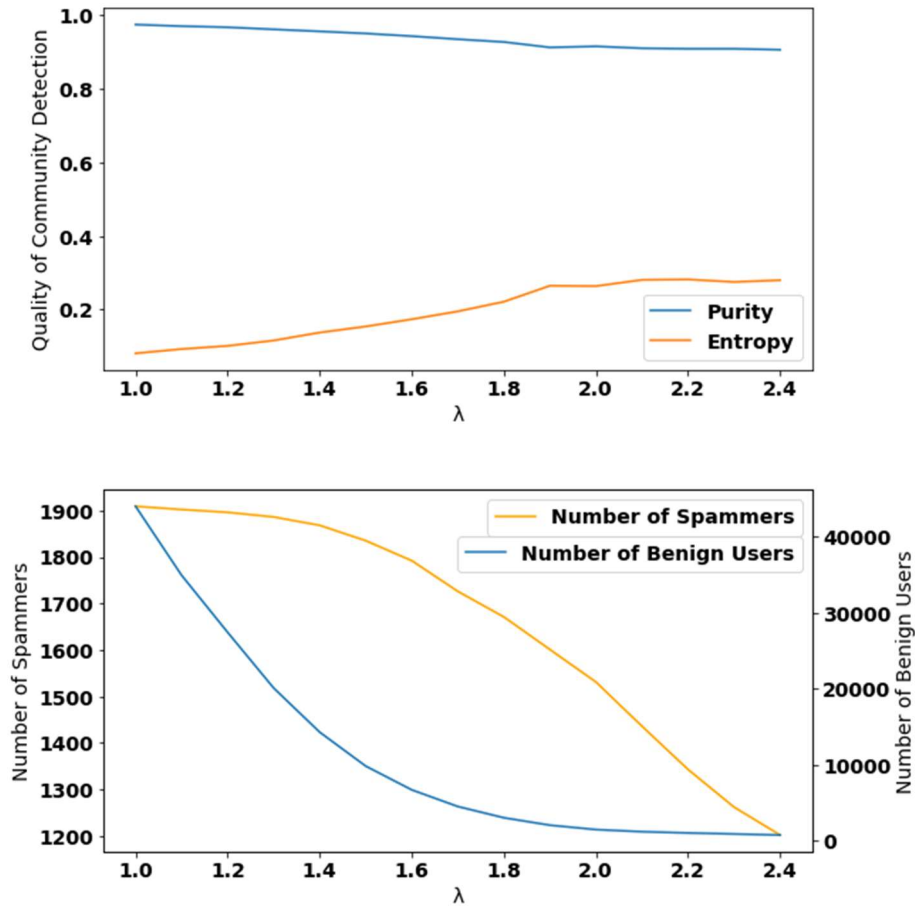 Quality of Community Detection
1.0
0.8
0.6
0.4
0.2
Purity
Entropy
1.0 1.2 1.4 1.6 1.8 2.0 2.2 2.4
λ
Number of Spammers
1900
1800
1700
1600
1500
1400
1300
1200
Number of Spammers
Number of Benign Users
40000
30000
20000
10000
0
Number of Benign Users
1.0 1.2 1.4 1.6 1.8 2.0 2.2 2.4
λ